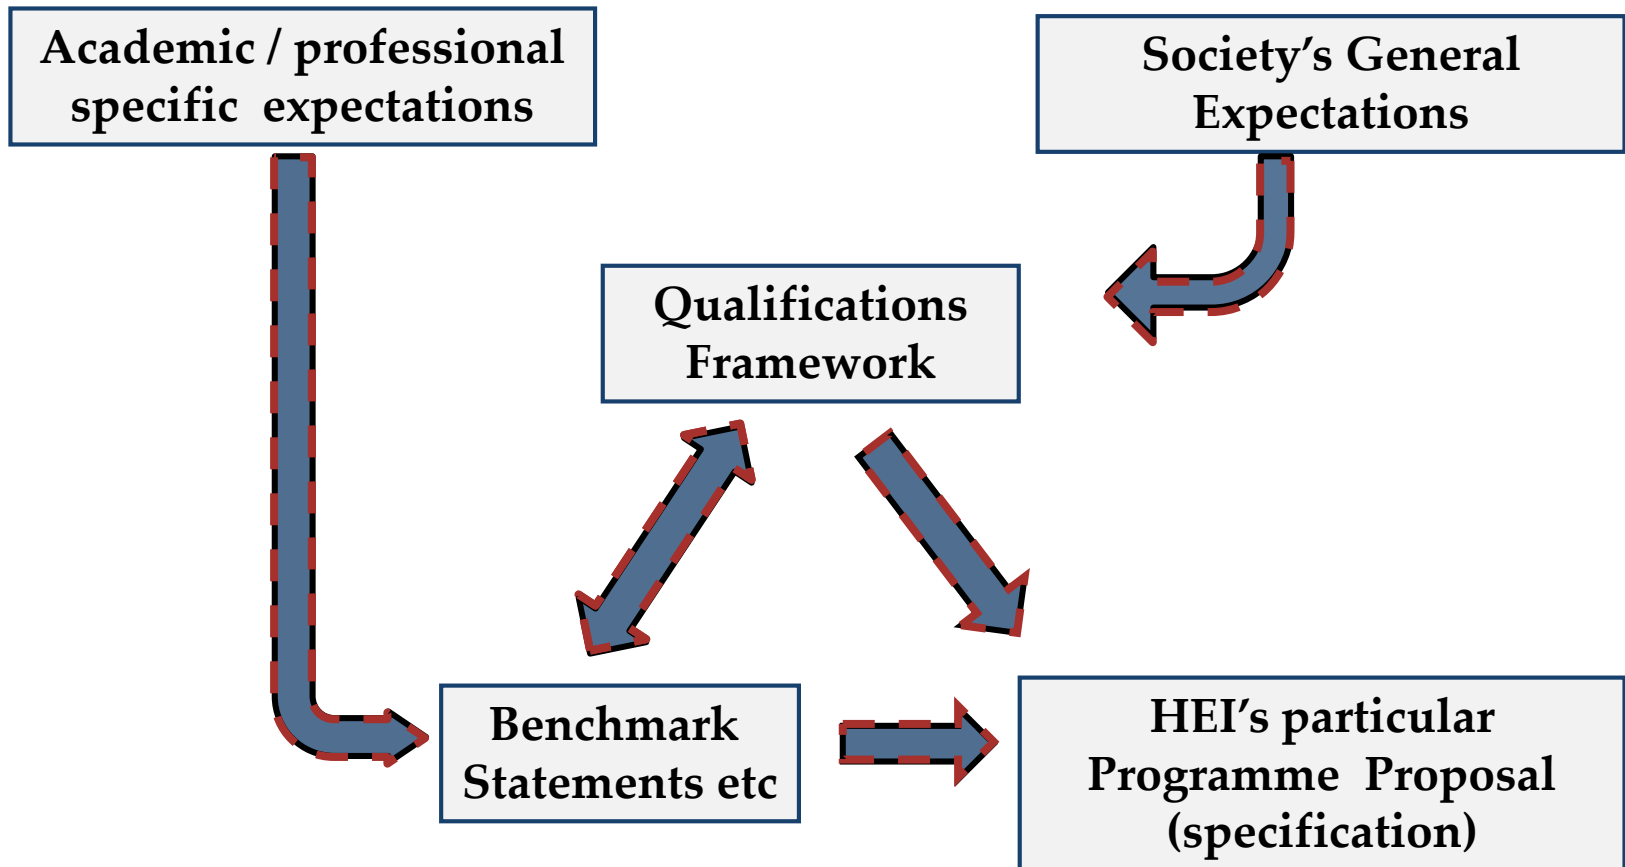 Academic / professional
specific expectations
Society’s General
Expectations
Qualifications
Framework
Benchmark
Statements etc
HEI’s particular
Programme Proposal
(specification)